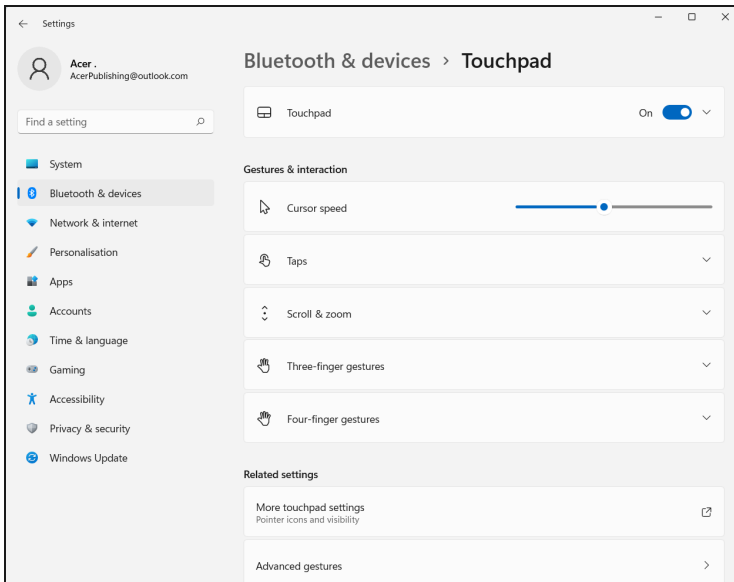 Settings
Acer .
AcerPublishing@outlook.com
Find a setting
System
Bluetooth & devices
Network & internet
Personalisation
Apps
Accounts
Time & language
Gaming
Accessibility
Privacy & security
Windows Update
Bluetooth & devices > Touchpad
Touchpad
On
Gestures & interaction
Cursor speed
Taps
Scroll & zoom
Three-finger gestures
Four-finger gestures
Related settings
More touchpad settings
Pointer icons and visibility
Advanced gestures